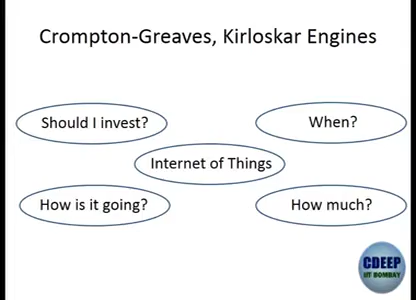 Crompton-Greaves, Kirloskar Engines
Should I invest?
When?
Internet of Things
How is it going?
How much?
CDEEP
IIT BOMBAY